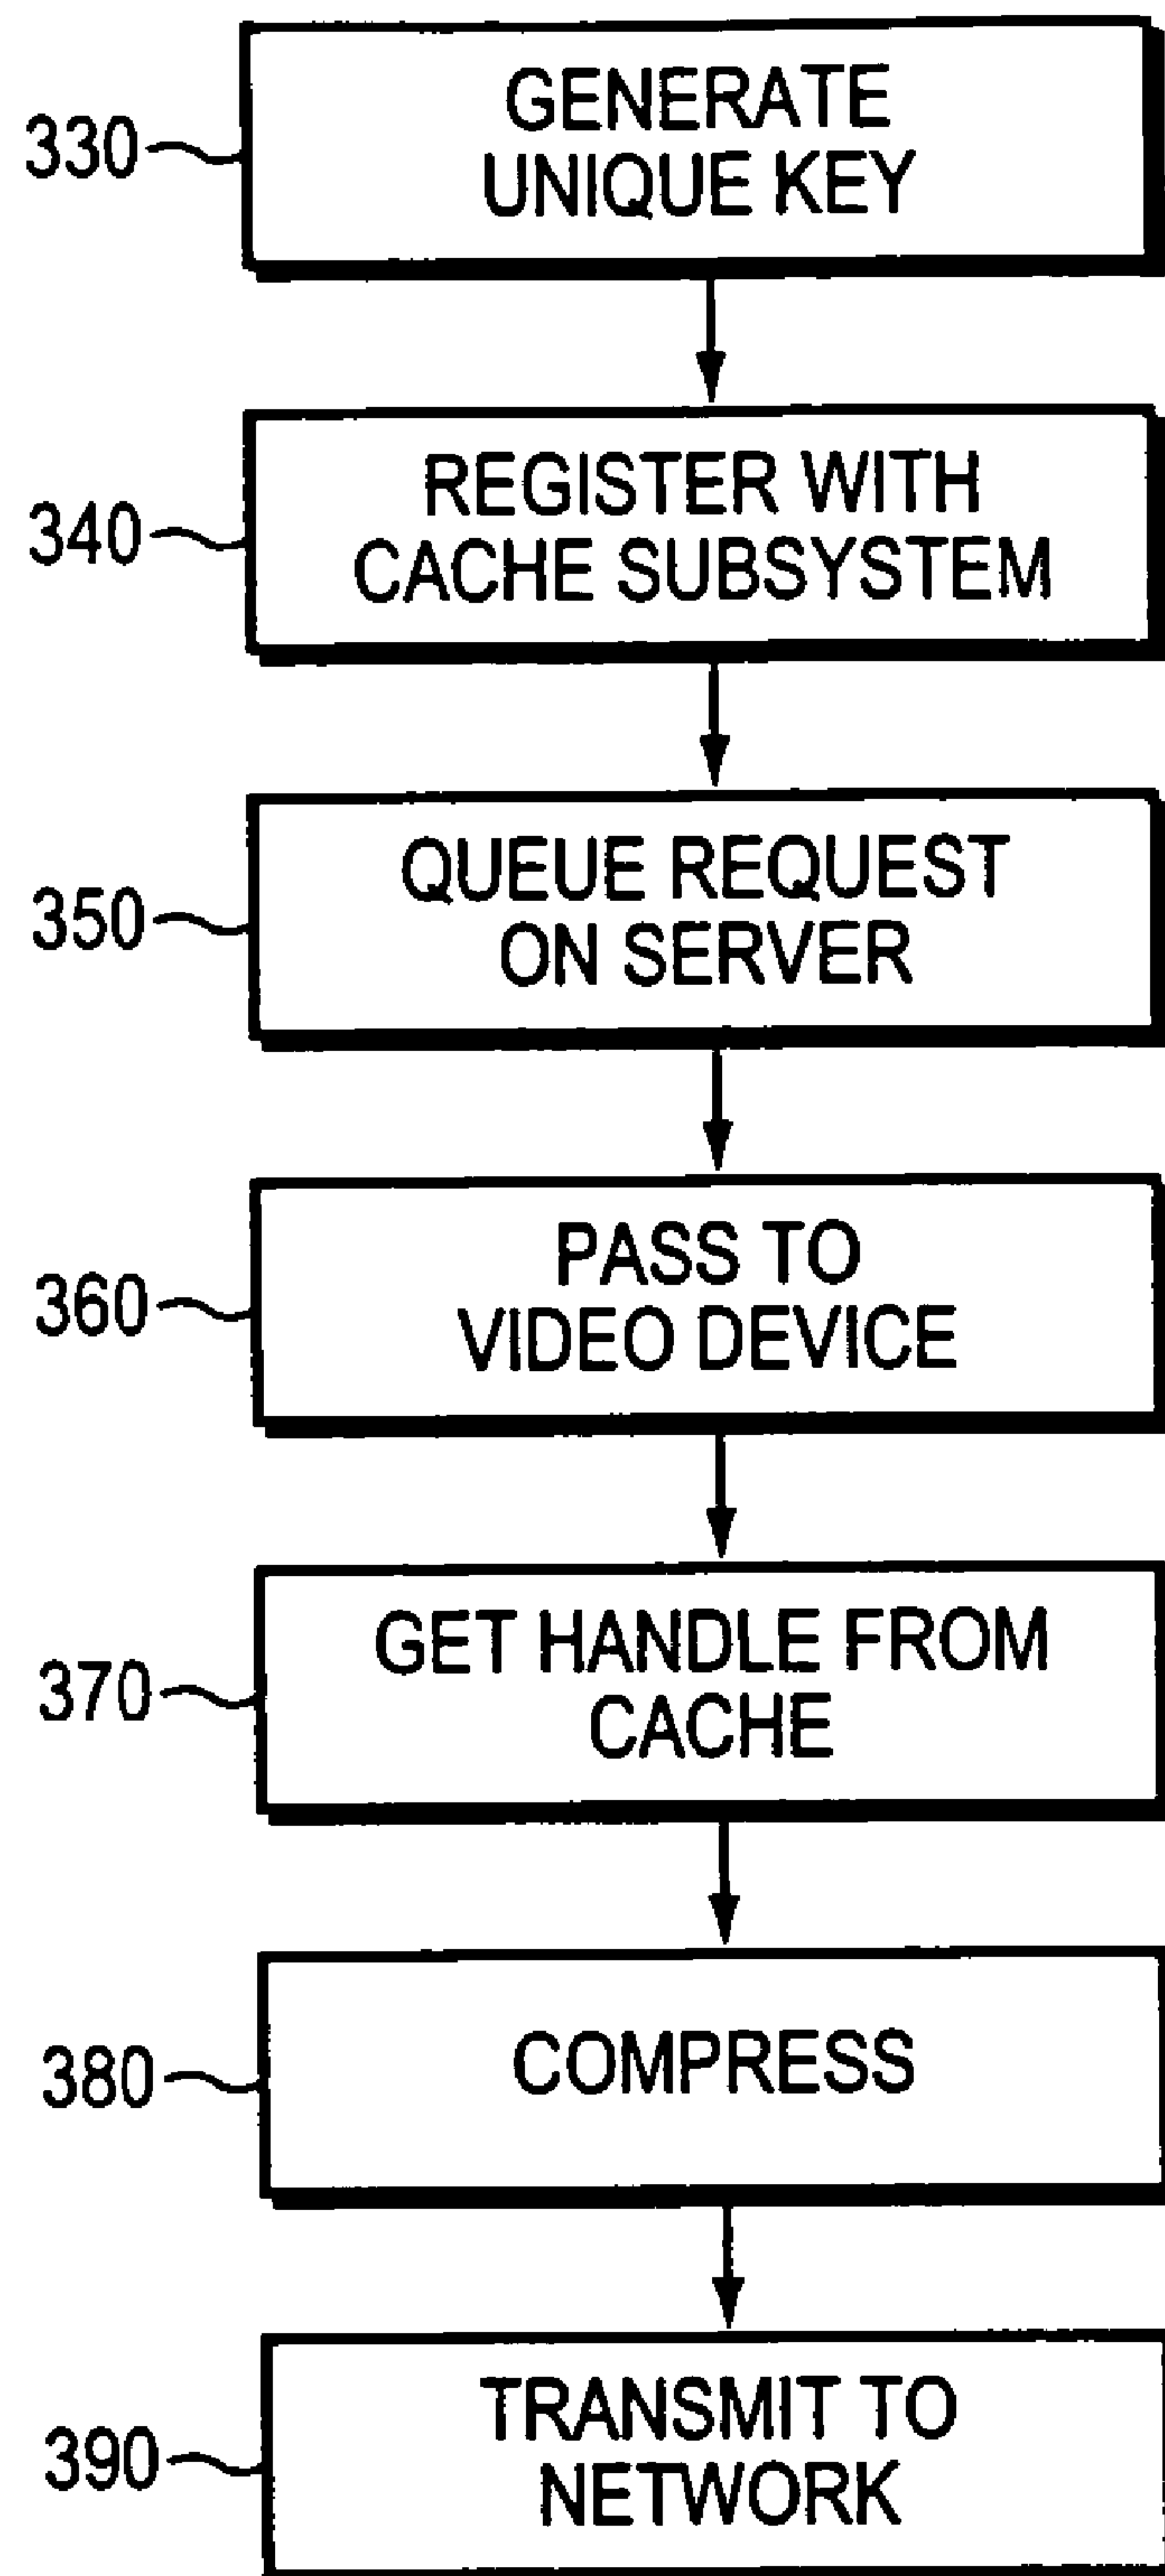 330
GENERATE
UNIQUE KEY
340
REGISTER WITH
CACHE SUBSYSTEM
350
QUEUE REQUEST
ON SERVER
360
PASS TO
VIDEO DEVICE
370
GET HANDLE FROM
CACHE
380
COMPRESS
390
TRANSMIT TO
NETWORK